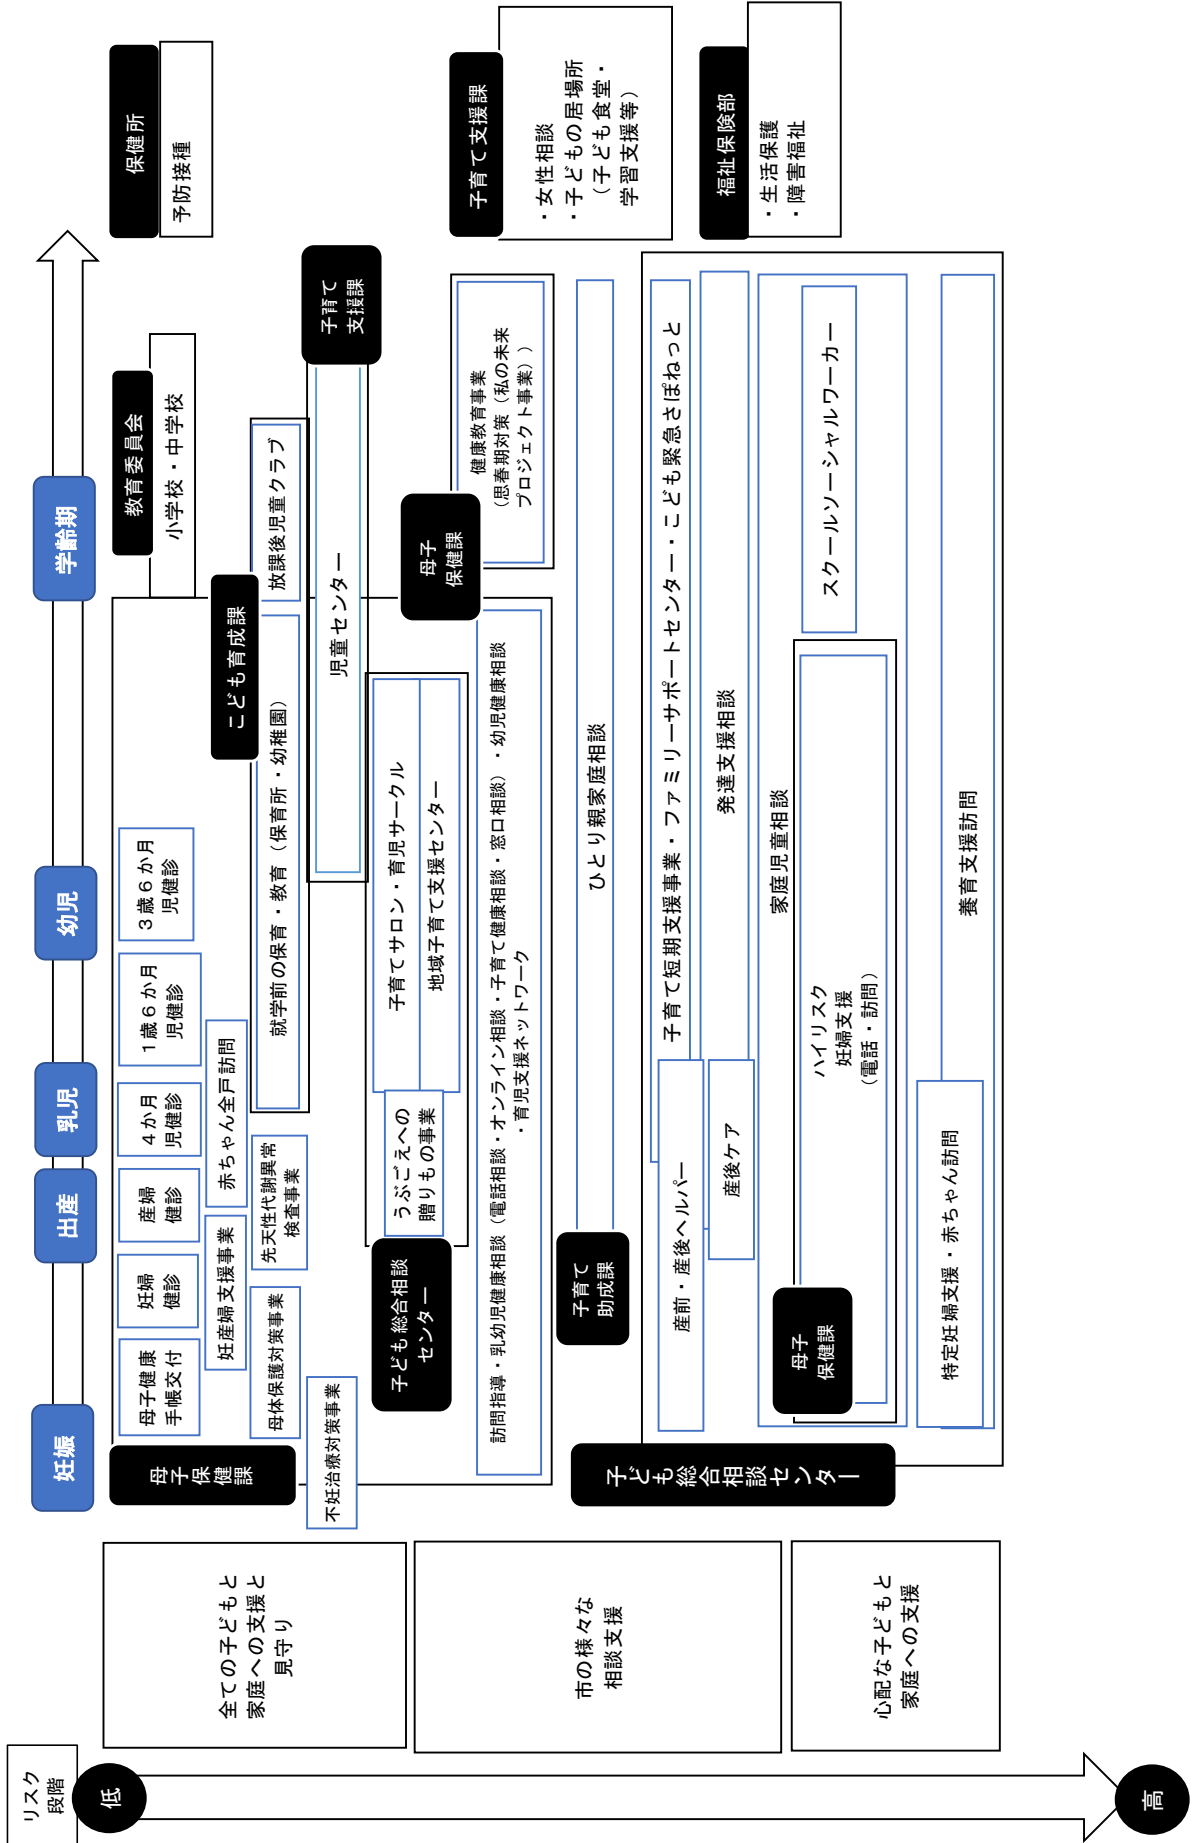 リスク
段階
低
高
妊娠
出産
乳児
幼児
学齢期
全ての子どもと
家庭への支援と
見守り
市の様々な
相談支援
心配な子どもと
家庭への支援
母子保健課
母子健康
手帳交付
妊婦
健診
産婦
健診
4か月
児健診
1歳6か月
児健診
3歳6か月
児健診
妊産婦支援事業
赤ちゃん全戸訪問
母体保護対策事業
先天性代謝異常
検査事業
不妊治療対策事業
こども育成課
就学前の保育・教育（保育所・幼稚園）
放課後児童クラブ
教育委員会
小学校・中学校
保健所
予防接種
子育て
支援課
児童センター
子ども総合相談
センター
うぶごえへの
贈りもの事業
子育てサロン・育児サークル
地域子育て支援センター
母子
保健課
健康教育事業
（思春期対策（私の未来
プロジェクト事業））
訪問指導・乳幼児健康相談（電話相談・オンライン相談・子育て健康相談・窓口相談）・幼児健康相談
・育児支援ネットワーク
子育て支援課
・女性相談
・子どもの居場所
（子ども食堂・
学習支援等）
子育て
助成課
ひとり親家庭相談
子ども総合相談センター
子育て短期支援事業・ファミリーサポートセンター・こども緊急さぽねっと
産前・産後ヘルパー
発達支援相談
産後ケア
家庭児童相談
母子
保健課
ハイリスク
妊婦支援
（電話・訪問）
スクールソーシャルワーカー
養育支援訪問
特定妊婦支援・赤ちゃん訪問
福祉保険部
・生活保護
・障害福祉